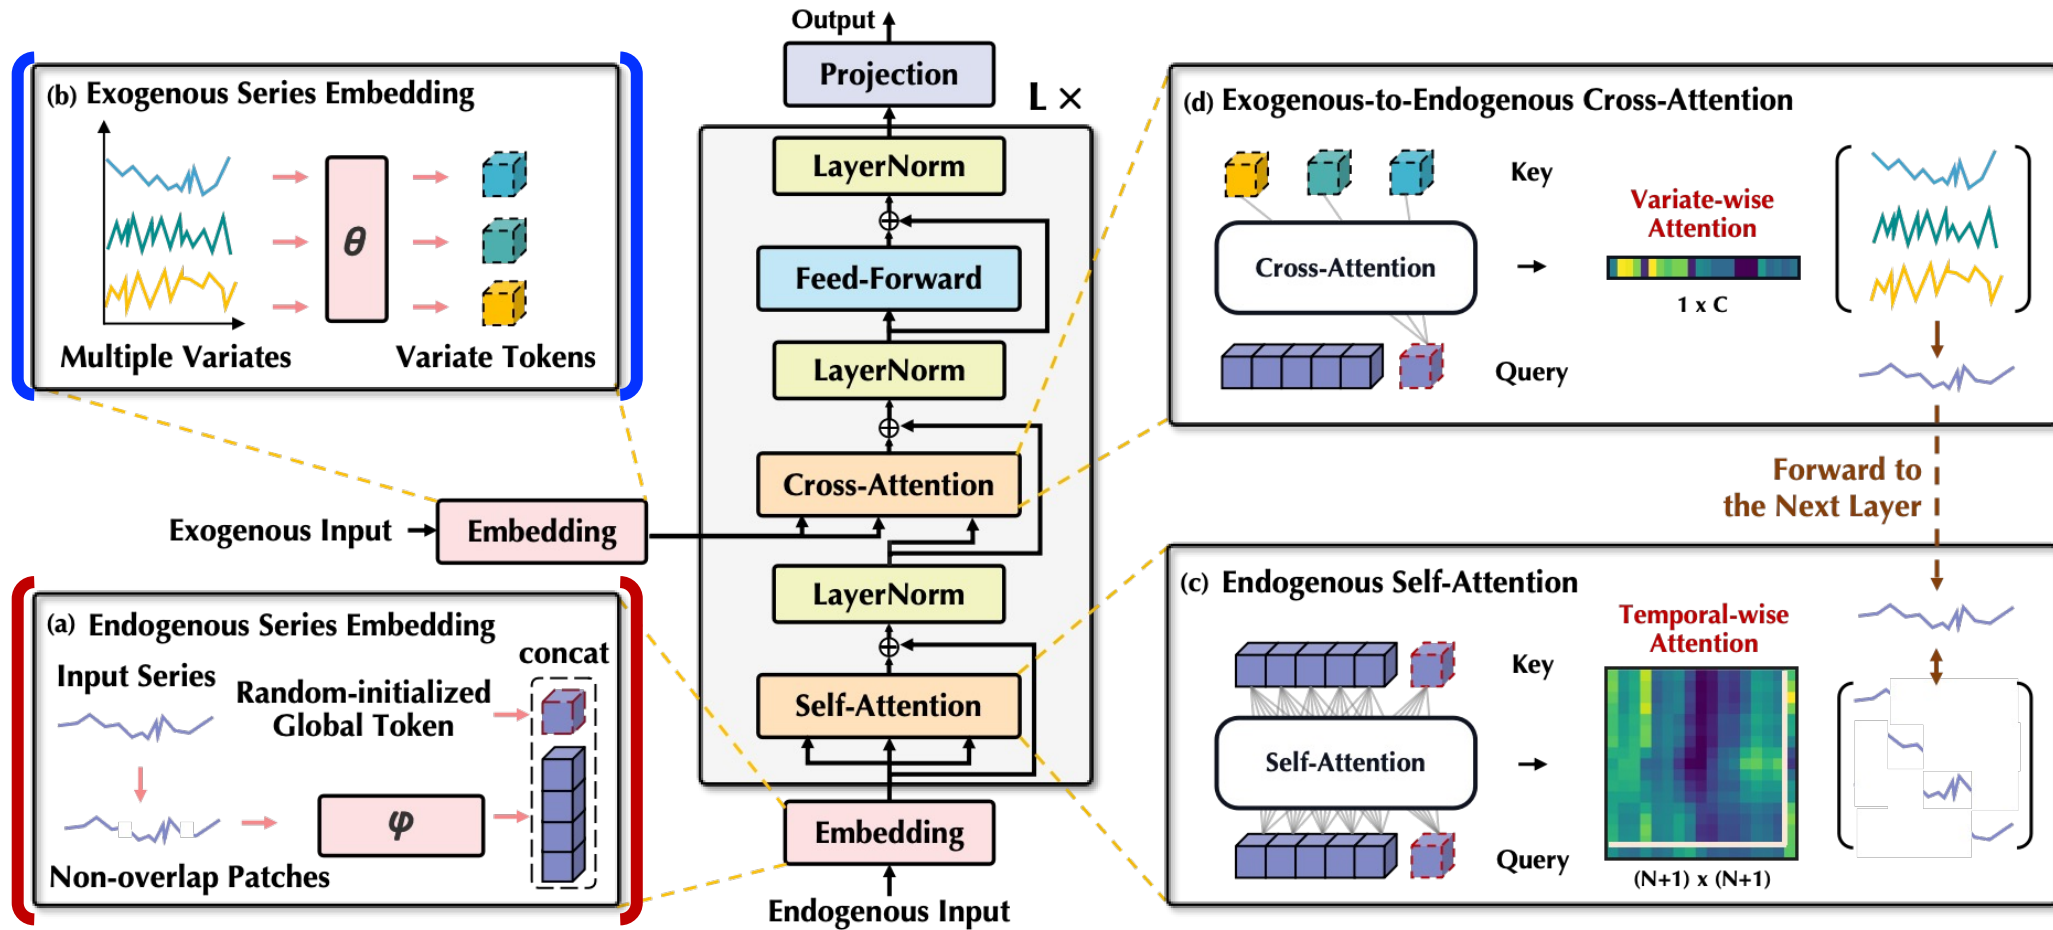 Output
Projection
L ×
LayerNorm
Feed-Forward
LayerNorm
Cross-Attention
LayerNorm
Self-Attention
Embedding
Endogenous Input
Exogenous Input
Embedding
(b) Exogenous Series Embedding
θ
Multiple Variates
Variate Tokens
(a) Endogenous Series Embedding
concat
Input Series
Random-initialized
Global Token
φ
Non-overlap Patches
(d) Exogenous-to-Endogenous Cross-Attention
Key
Variate-wise
Attention
Cross-Attention
1 x C
Query
Forward to
the Next Layer
(c) Endogenous Self-Attention
Temporal-wise
Attention
Key
Self-Attention
Query
(N+1) x (N+1)